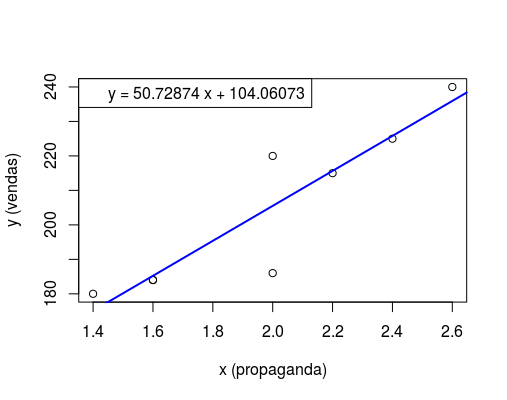 y = 50.72874 x + 104.06073
y (vendas)
240
220
200
180
1.4 1.6 1.8 2.0 2.2 2.4 2.6
x (propaganda)